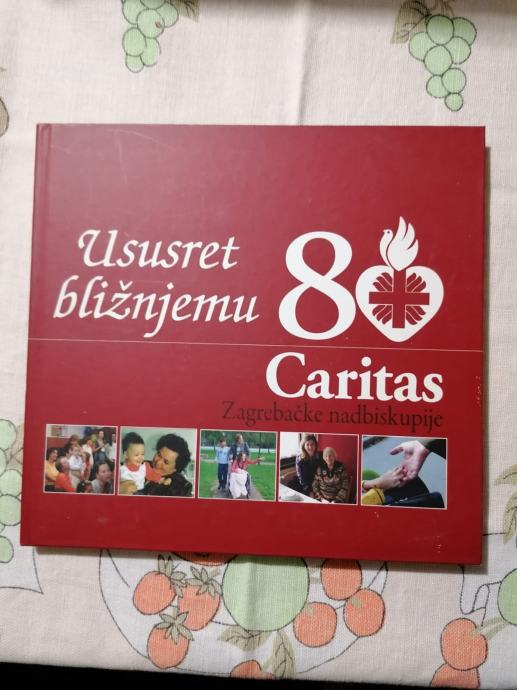 Ususret
bližnjemu
80
Caritas
Zagrebačke nadbiskupije